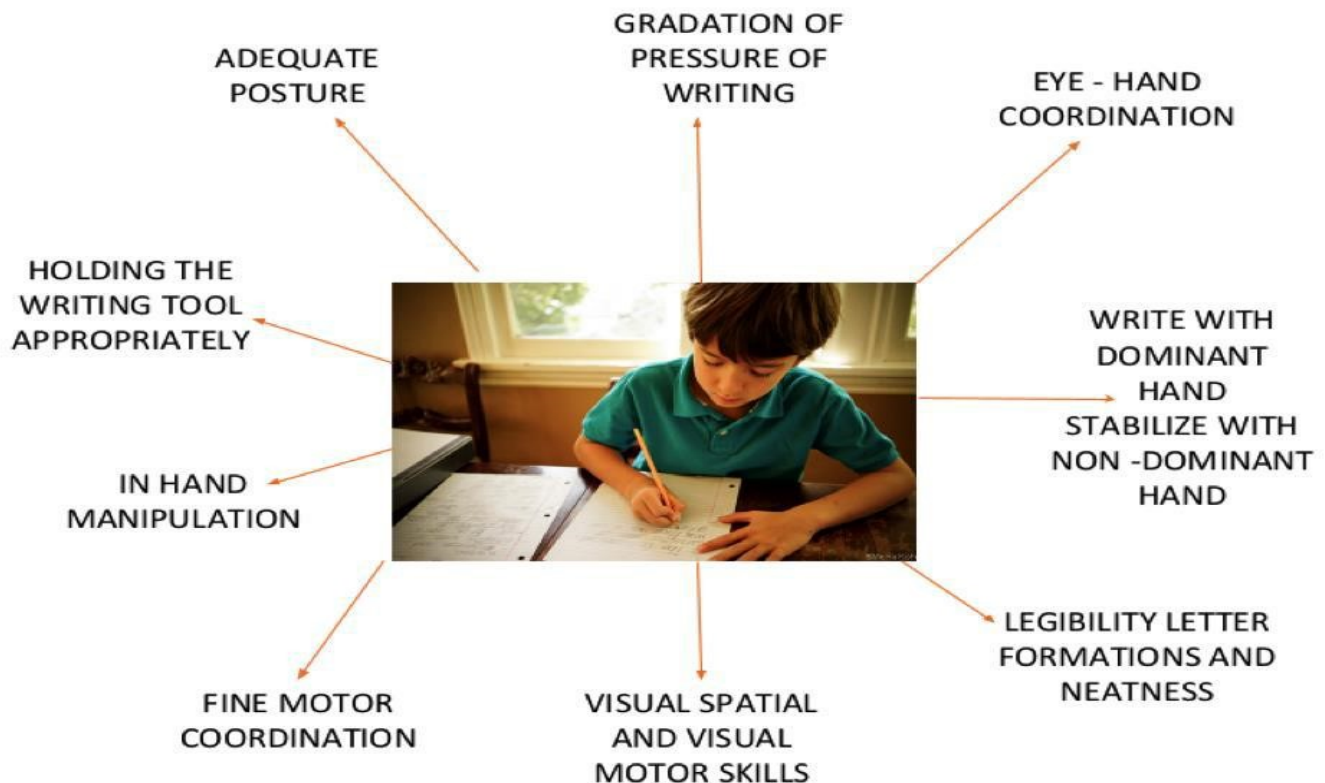 ADEQUATE
POSTURE
GRADATION OF
PRESSURE OF
WRITING
EYE - HAND
COORDINATION
HOLDING THE
WRITING TOOL
APPROPRIATELY
WRITE WITH
DOMINANT
HAND
STABILIZE WITH
NON -DOMINANT
HAND
IN HAND
MANIPULATION
LEGIBILITY LETTER
FORMATIONS AND
NEATNESS
FINE MOTOR
COORDINATION
VISUAL SPATIAL
AND VISUAL
MOTOR SKILLS